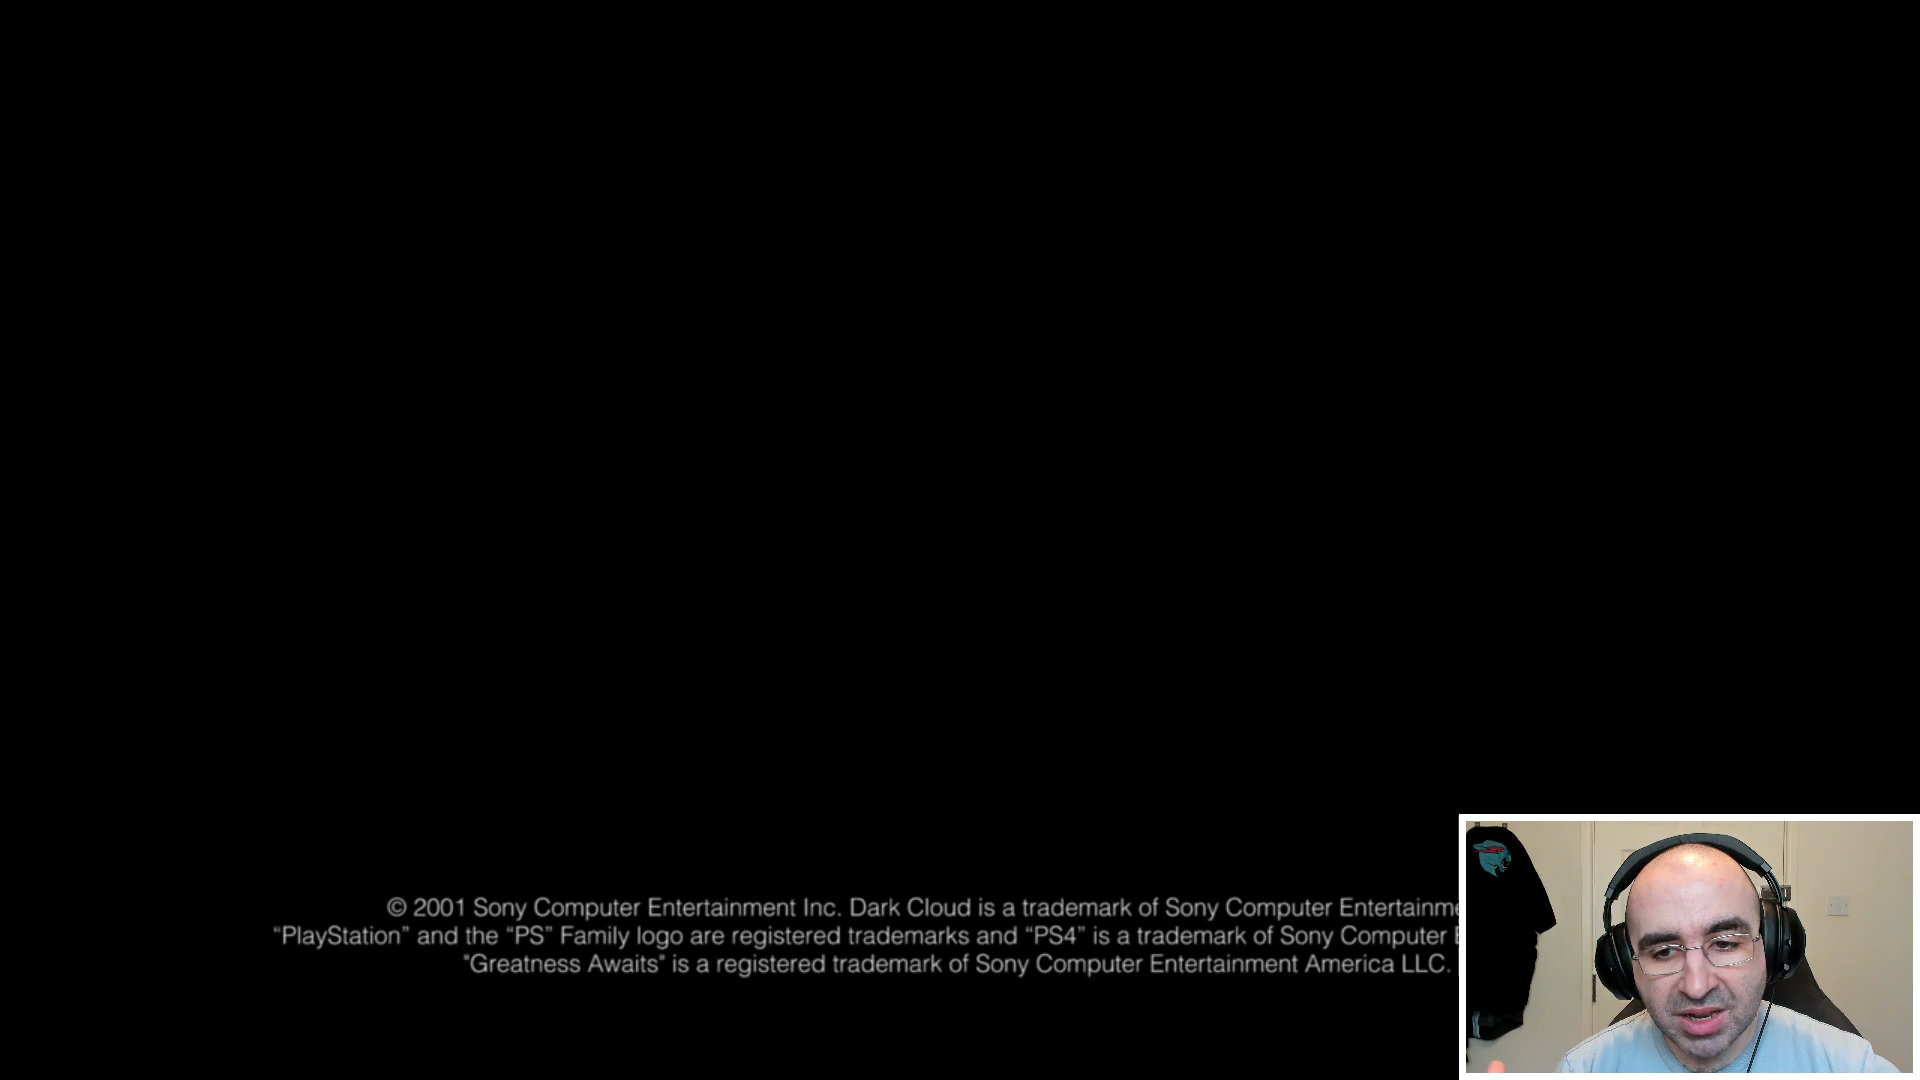 © 2001 Sony Computer Entertainment Inc. Dark Cloud is a trademark of Sony Computer
“PlayStation” and the “PS” Family logo are registered trademarks and “PS4” is a trademark of Sony Computer
"Greatness Awaits" is a registered trademark of Sony Computer Entertainment America LLC.